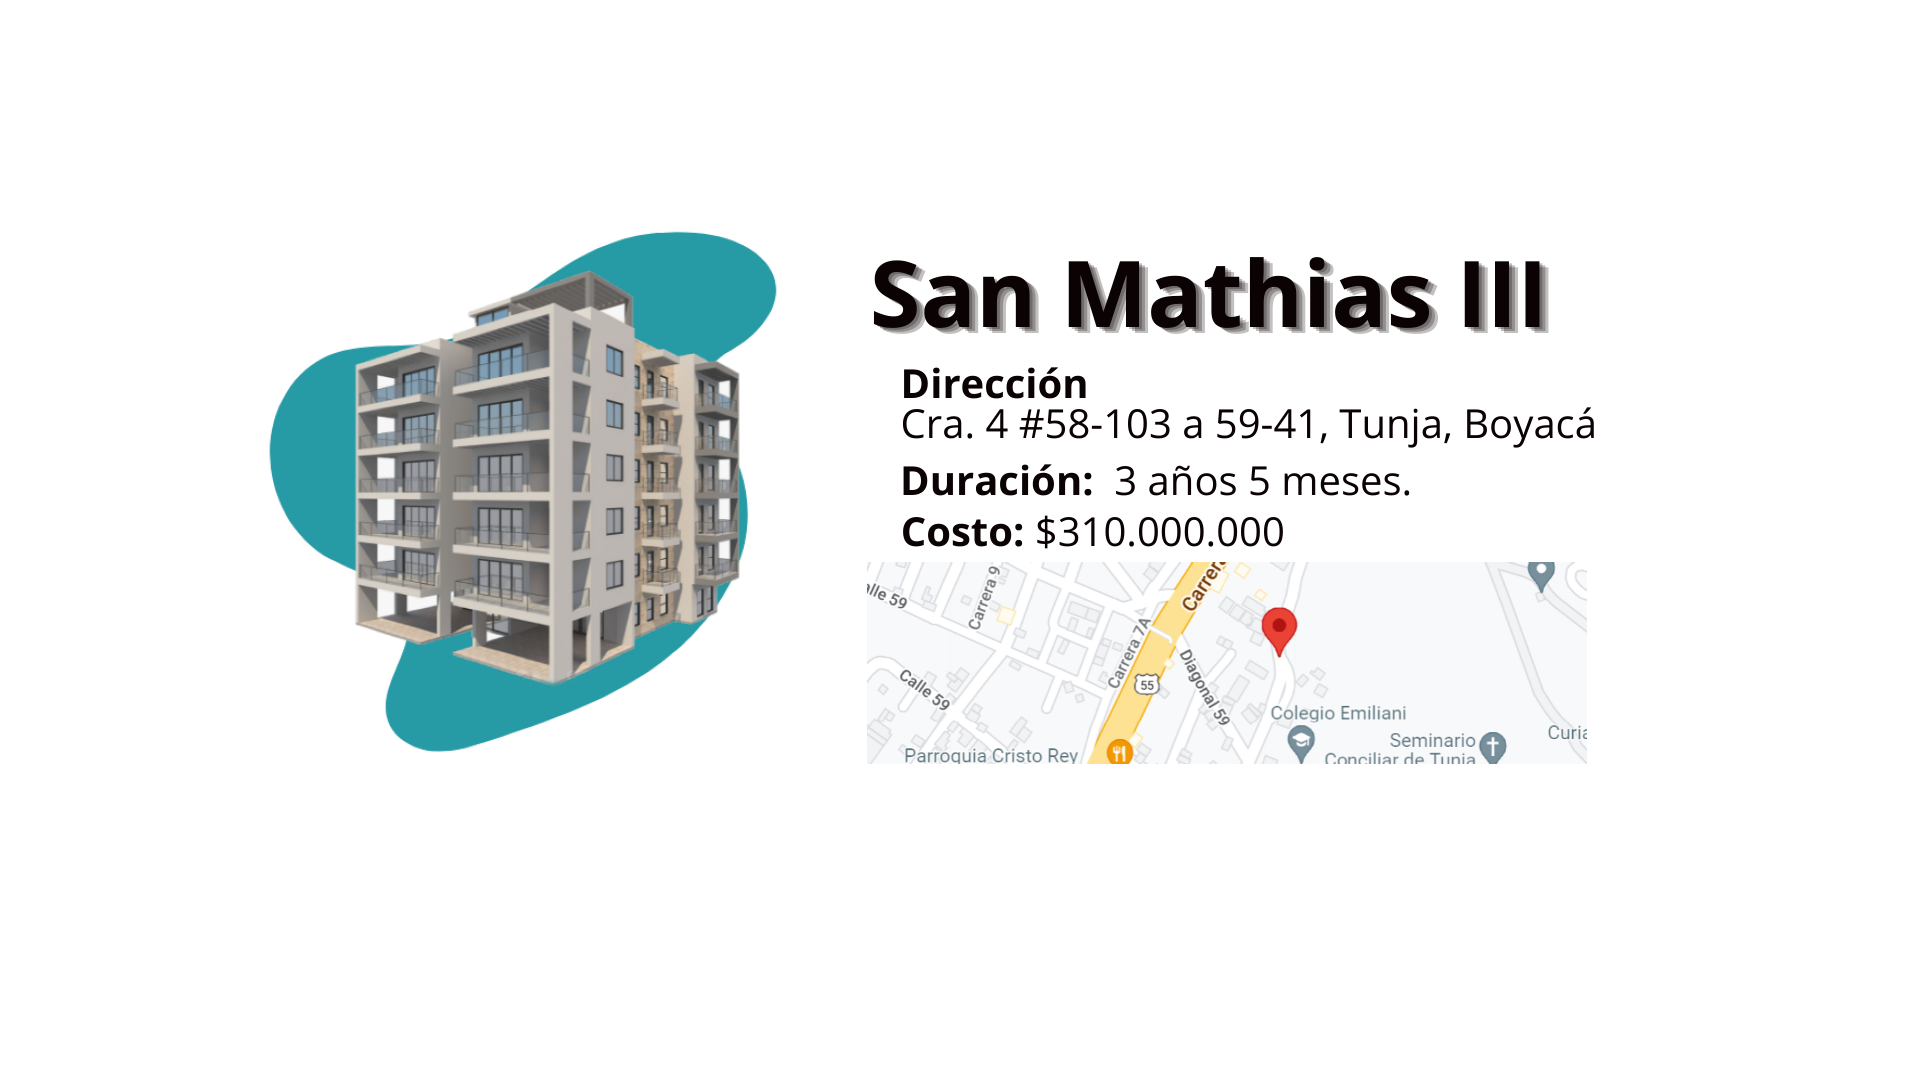 San Mathias III
Dirección
Cra. 4 #58-103 a 59-41, Tunja, Boyacá
Duración: 3 años 5 meses.
Costo: $310.000.000
alle 59
Carrera 9
Carrera
Carrera 7A
55
Diagonal 59
Calle 59
Colegio Emiliani
Seminario
Conciliar de Tunja
Curia
Parroquia Cristo Rey